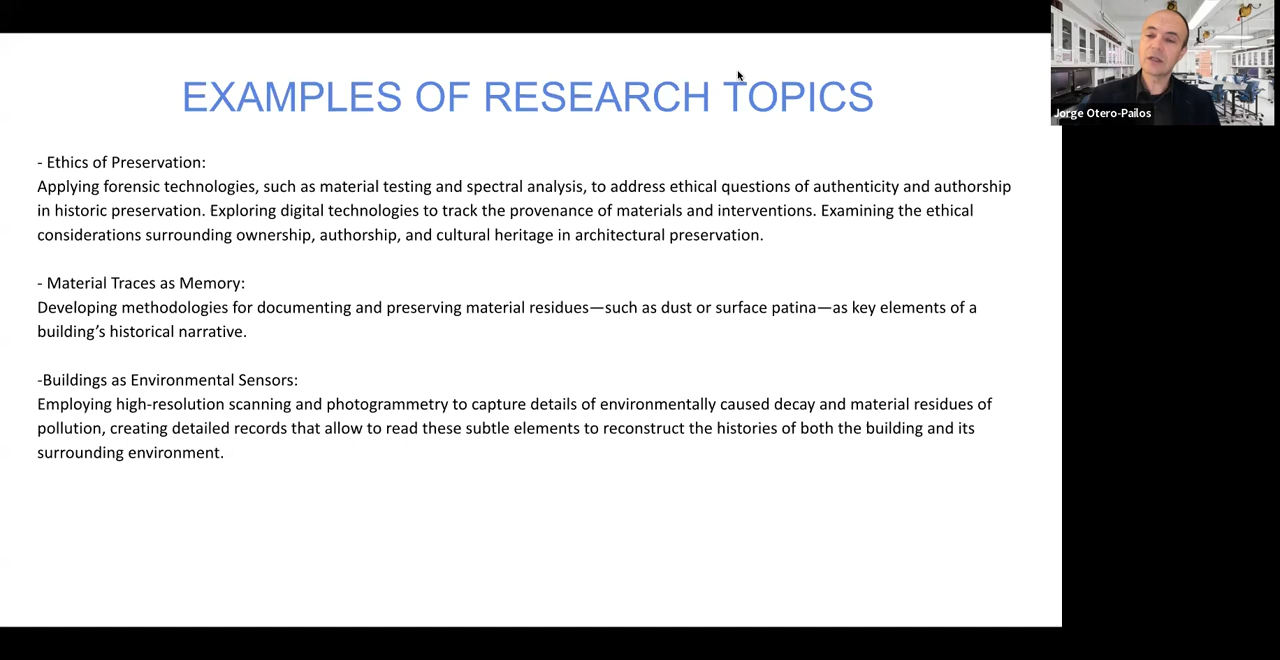 EXAMPLES OF RESEARCH TOPICS
Jorge Otero-Pailos
- Ethics of Preservation:
Applying forensic technologies, such as material testing and spectral analysis, to address ethical questions of authenticity and authorship
in historic preservation. Exploring digital technologies to track the provenance of materials and interventions. Examining the ethical
considerations surrounding ownership, authorship, and cultural heritage in architectural preservation.
- Material Traces as Memory:
Developing methodologies for documenting and preserving material residues—such as dust or surface patina—as key elements of a
building’s historical narrative.
-Buildings as Environmental Sensors:
Employing high-resolution scanning and photogrammetry to capture details of environmentally caused decay and material residues of
pollution, creating detailed records that allow to read these subtle elements to reconstruct the histories of both the building and its
surrounding environment.